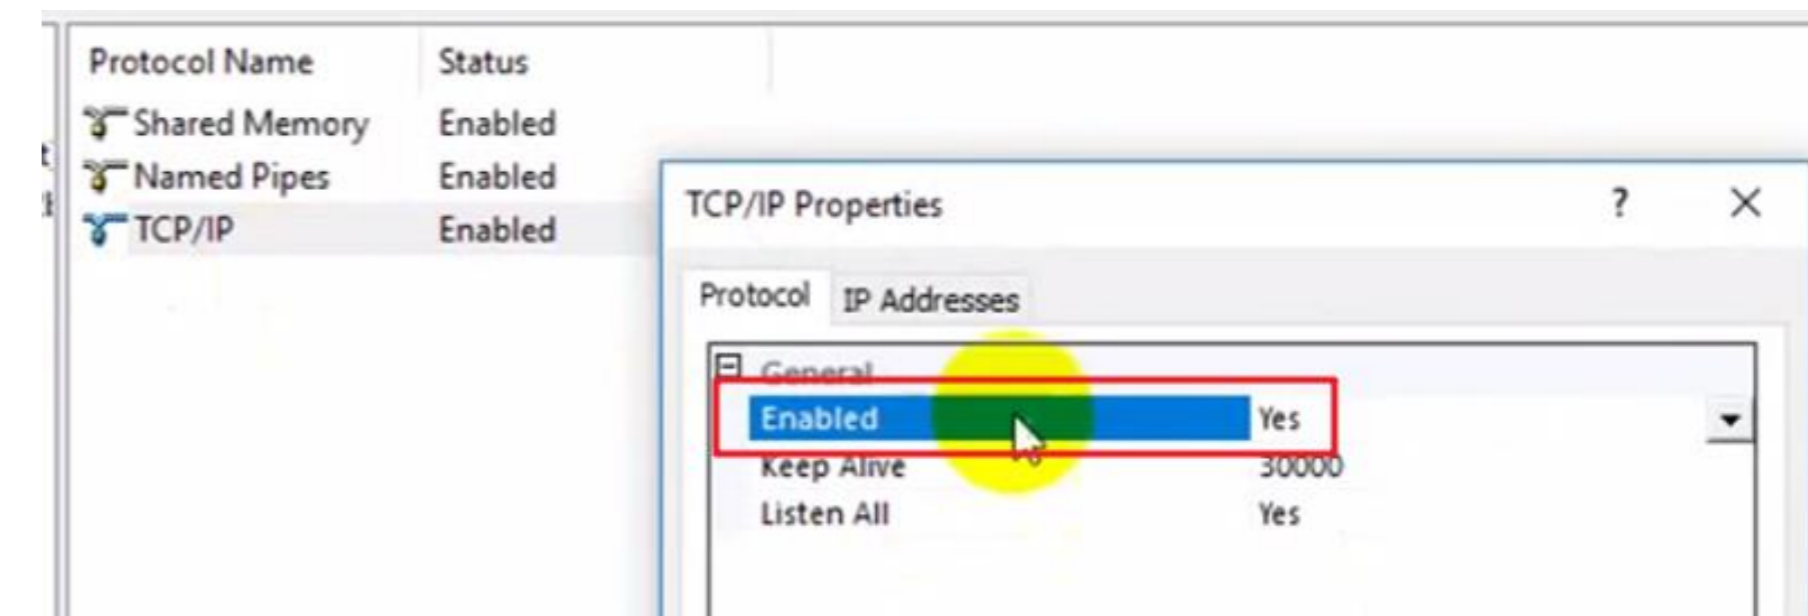 Protocol Name Status
Shared Memory Enabled
Named Pipes Enabled
TCP/IP Enabled
TCP/IP Properties ? ×
Protocol IP Addresses
General
Enabled Yes
Keep Alive 30000
Listen All Yes